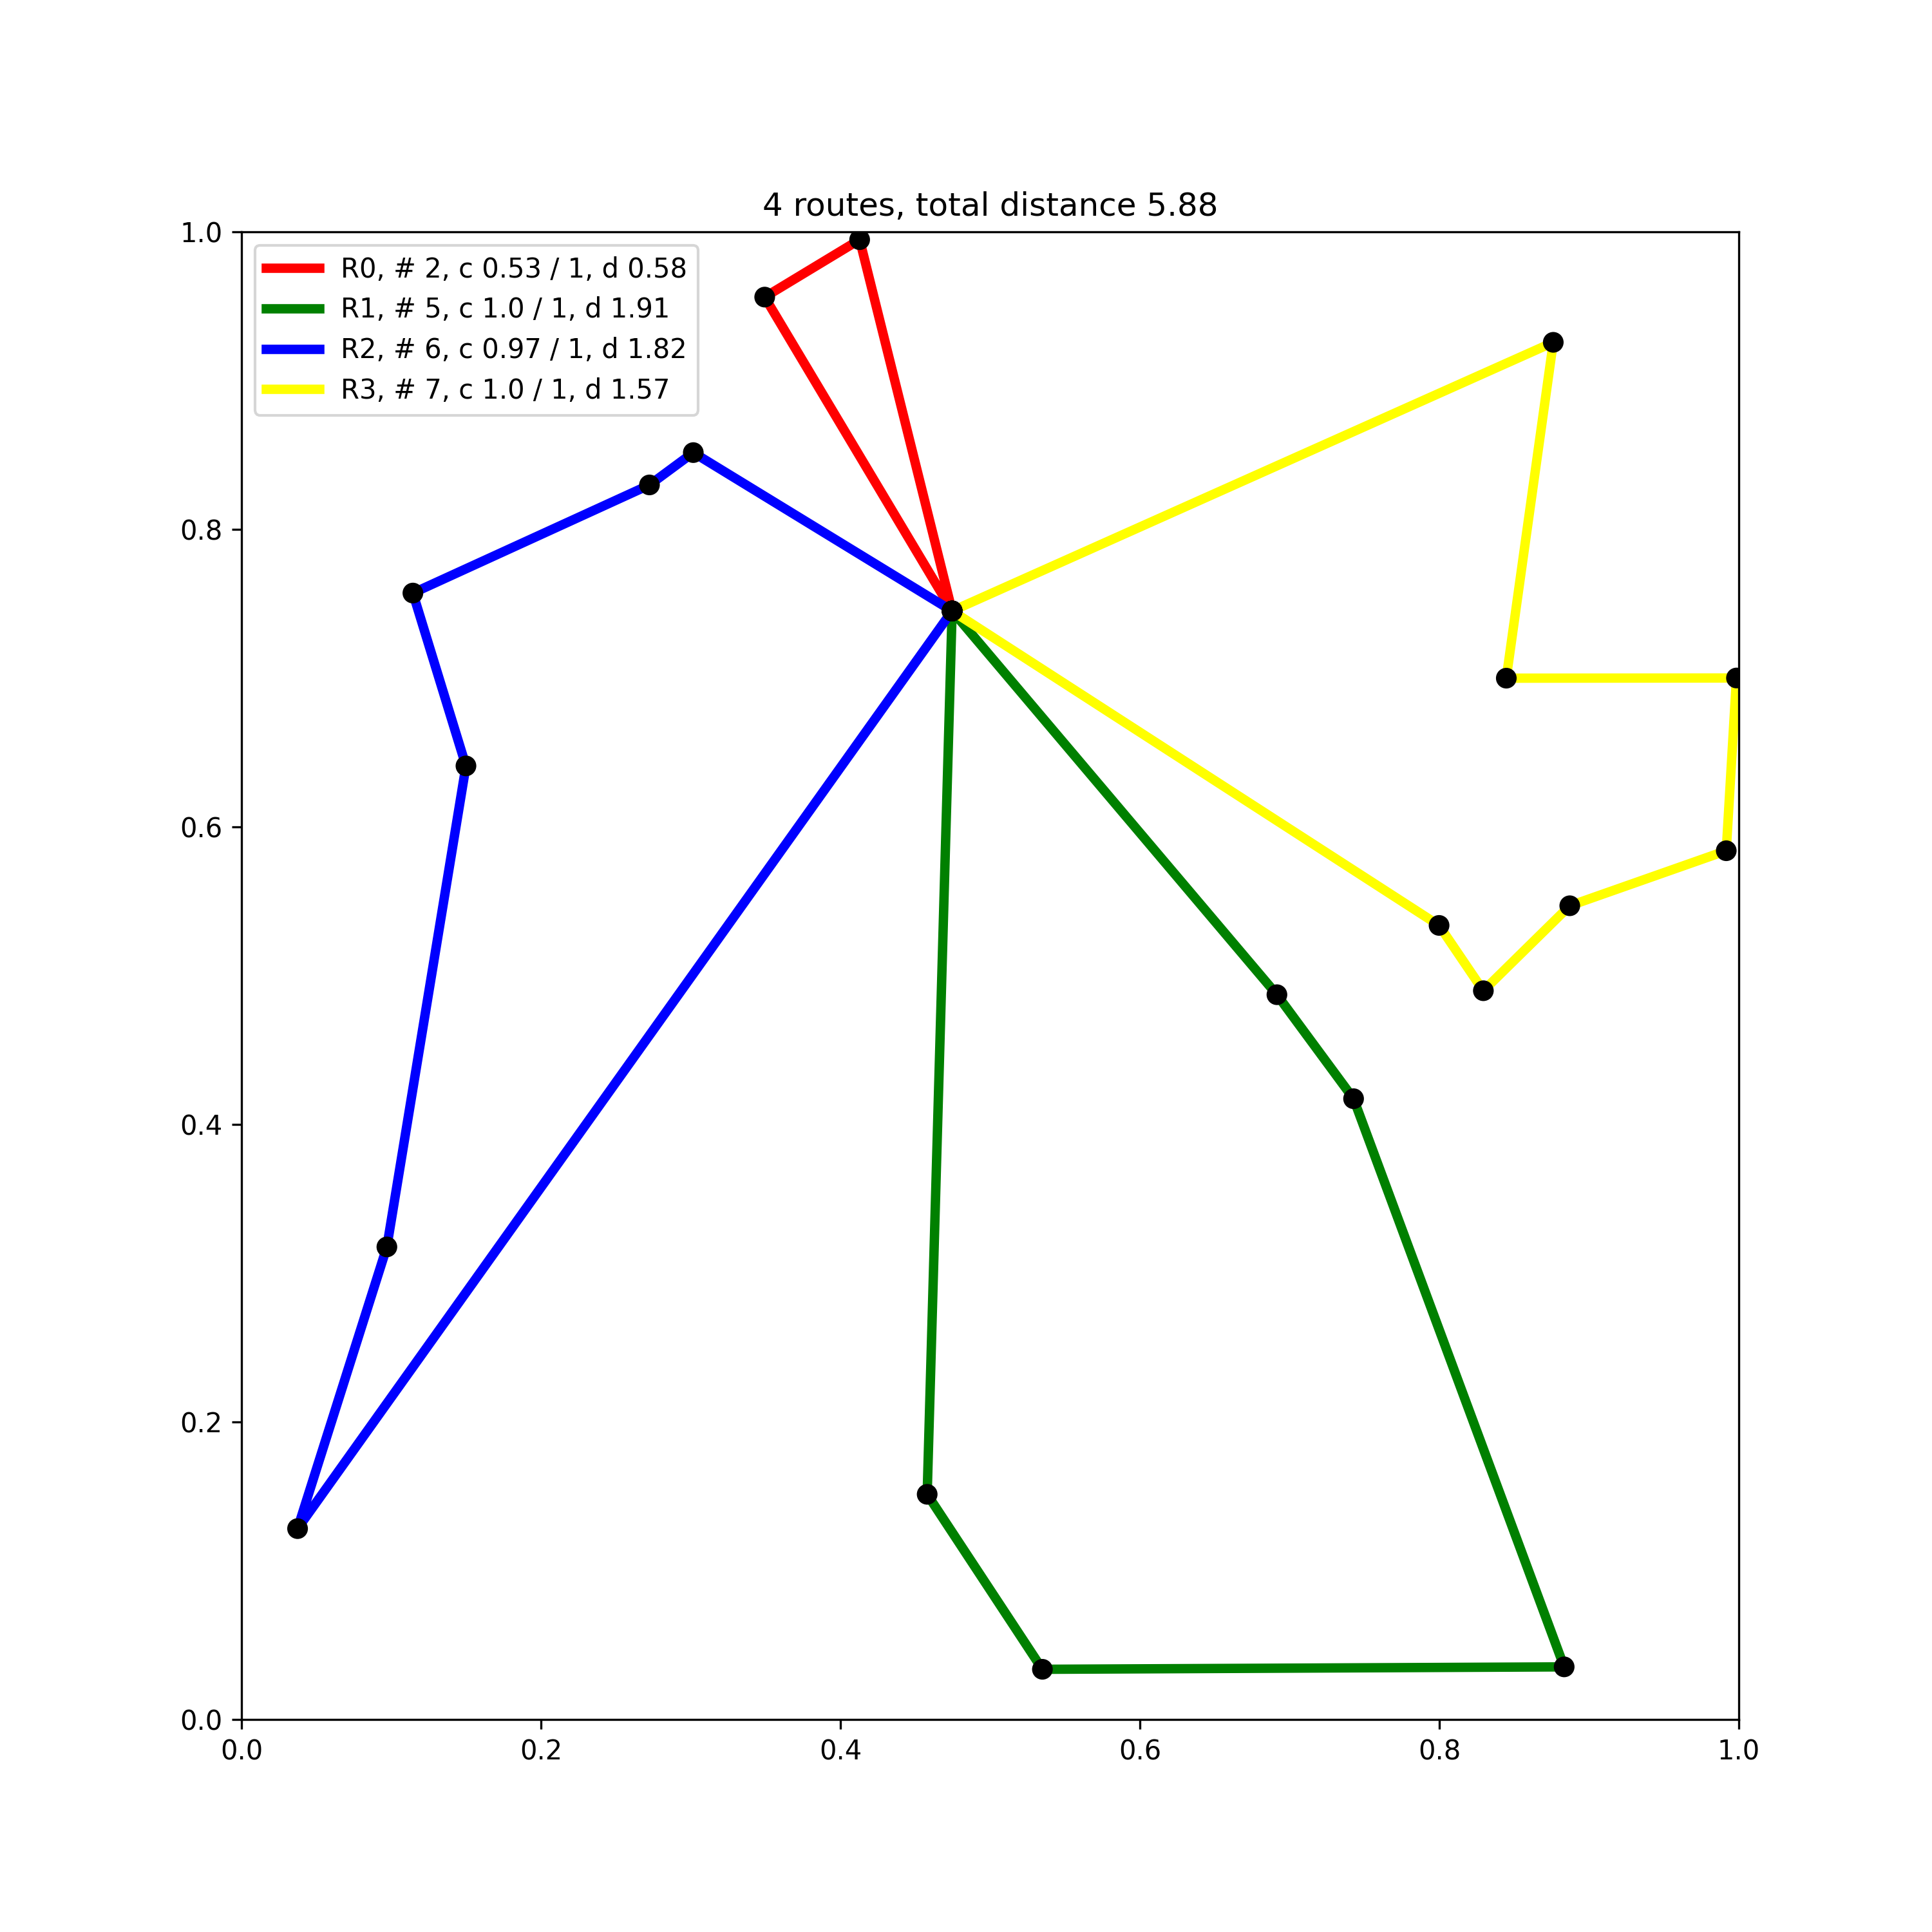 4 routes, total distance 5.88
R0, # 2, c 0.53 / 1, d 0.58
R1, # 5, c 1.0 / 1, d 1.91
R2, # 6, c 0.97 / 1, d 1.82
R3, # 7, c 1.0 / 1, d 1.57
1.0
0.8
0.6
0.4
0.2
0.0
0.0 0.2 0.4 0.6 0.8 1.0